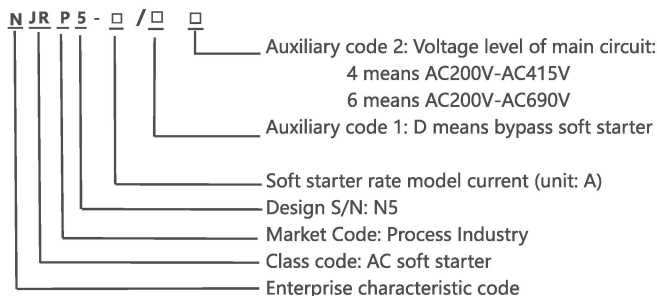 N JR P 5 - □ / □ □
Auxiliary code 2: Voltage level of main circuit:
4 means AC200V-AC415V
6 means AC200V-AC690V
Auxiliary code 1: D means bypass soft starter
Soft starter rate model current (unit: A)
Design S/N: N5
Market Code: Process Industry
Class code: AC soft starter
Enterprise characteristic code